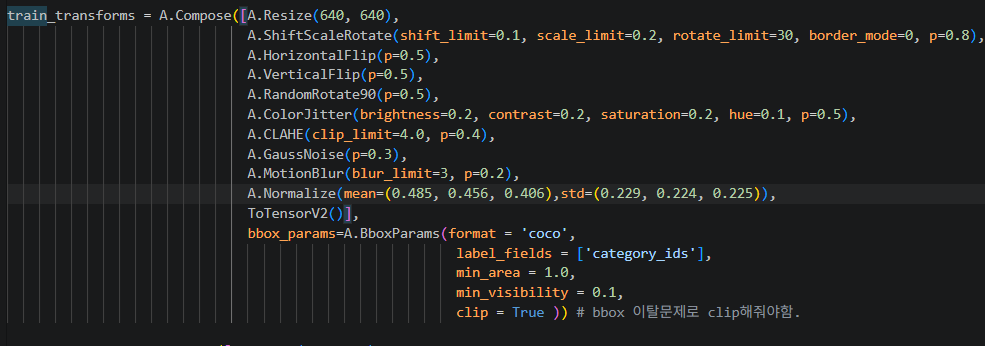 train_transforms = A.Compose([A.Resize(640, 640),
A.ShiftScaleRotate(shift_limit=0.1, scale_limit=0.2, rotate_limit=30, border_mode=0, p=0.8),
A.HorizontalFlip(p=0.5),
A.VerticalFlip(p=0.5),
A.RandomRotate90(p=0.5),
A.ColorJitter(brightness=0.2, contrast=0.2, saturation=0.2, hue=0.1, p=0.5),
A.CLAHE(clip_limit=4.0, p=0.4),
A.GaussNoise(p=0.3),
A.MotionBlur(blur_limit=3, p=0.2),
A.Normalize(mean=(0.485, 0.456, 0.406),std=(0.229, 0.224, 0.225)),
ToTensorV2()],
bbox_params=A.BboxParams(format = 'coco',
label_fields = ['category_ids'],
min_area = 1.0,
min_visibility = 0.1,
clip = True )) # bbox 이탈문제로 clip해줘야함.